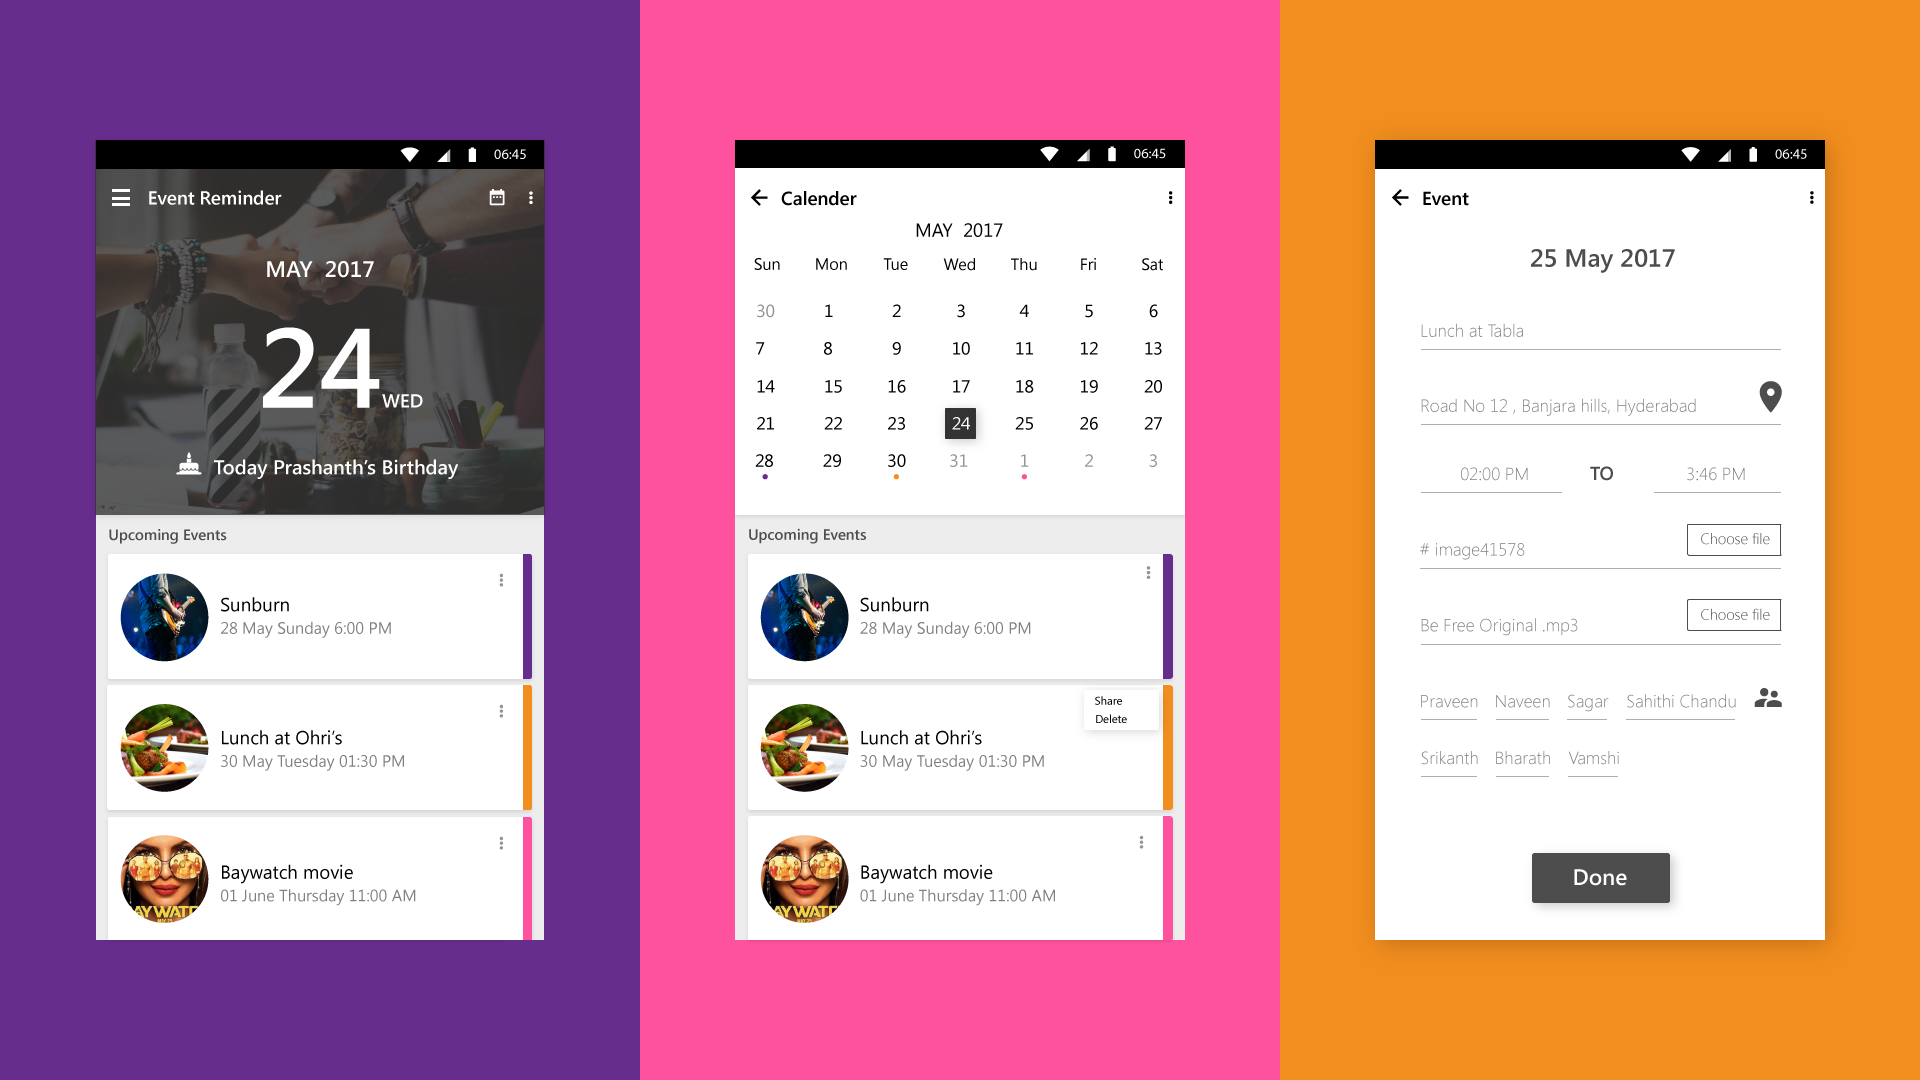 06:45
Event Reminder
MAY 2017
24 WED
Today Prashanth's Birthday
Upcoming Events
Sunburn
28 May Sunday 6:00 PM
Lunch at Ohri's
30 May Tuesday 01:30 PM
Baywatch movie
01 June Thursday 11:00 AM
AY WATC
06:45
Calender
MAY 2017
Sun Mon Tue Wed Thu Fri Sat
30 1 2 3 4 5 6
7 8 9 10 11 12 13
14 15 16 17 18 19 20
21 22 23 24 25 26 27
28 29 30 31 1 2 3
Upcoming Events
Sunburn
28 May Sunday 6:00 PM
Share
Delete
Lunch at Ohri's
30 May Tuesday 01:30 PM
Baywatch movie
01 June Thursday 11:00 AM
AY WATC
06:45
Event
25 May 2017
Lunch at Tabla
Road No 12 , Banjara hills, Hyderabad
02:00 PM TO 3:46 PM
# image41578 Choose file
Be Free Original .mp3 Choose file
Praveen Naveen Sagar Sahithi Chandu
Srikanth Bharath Vamshi
Done